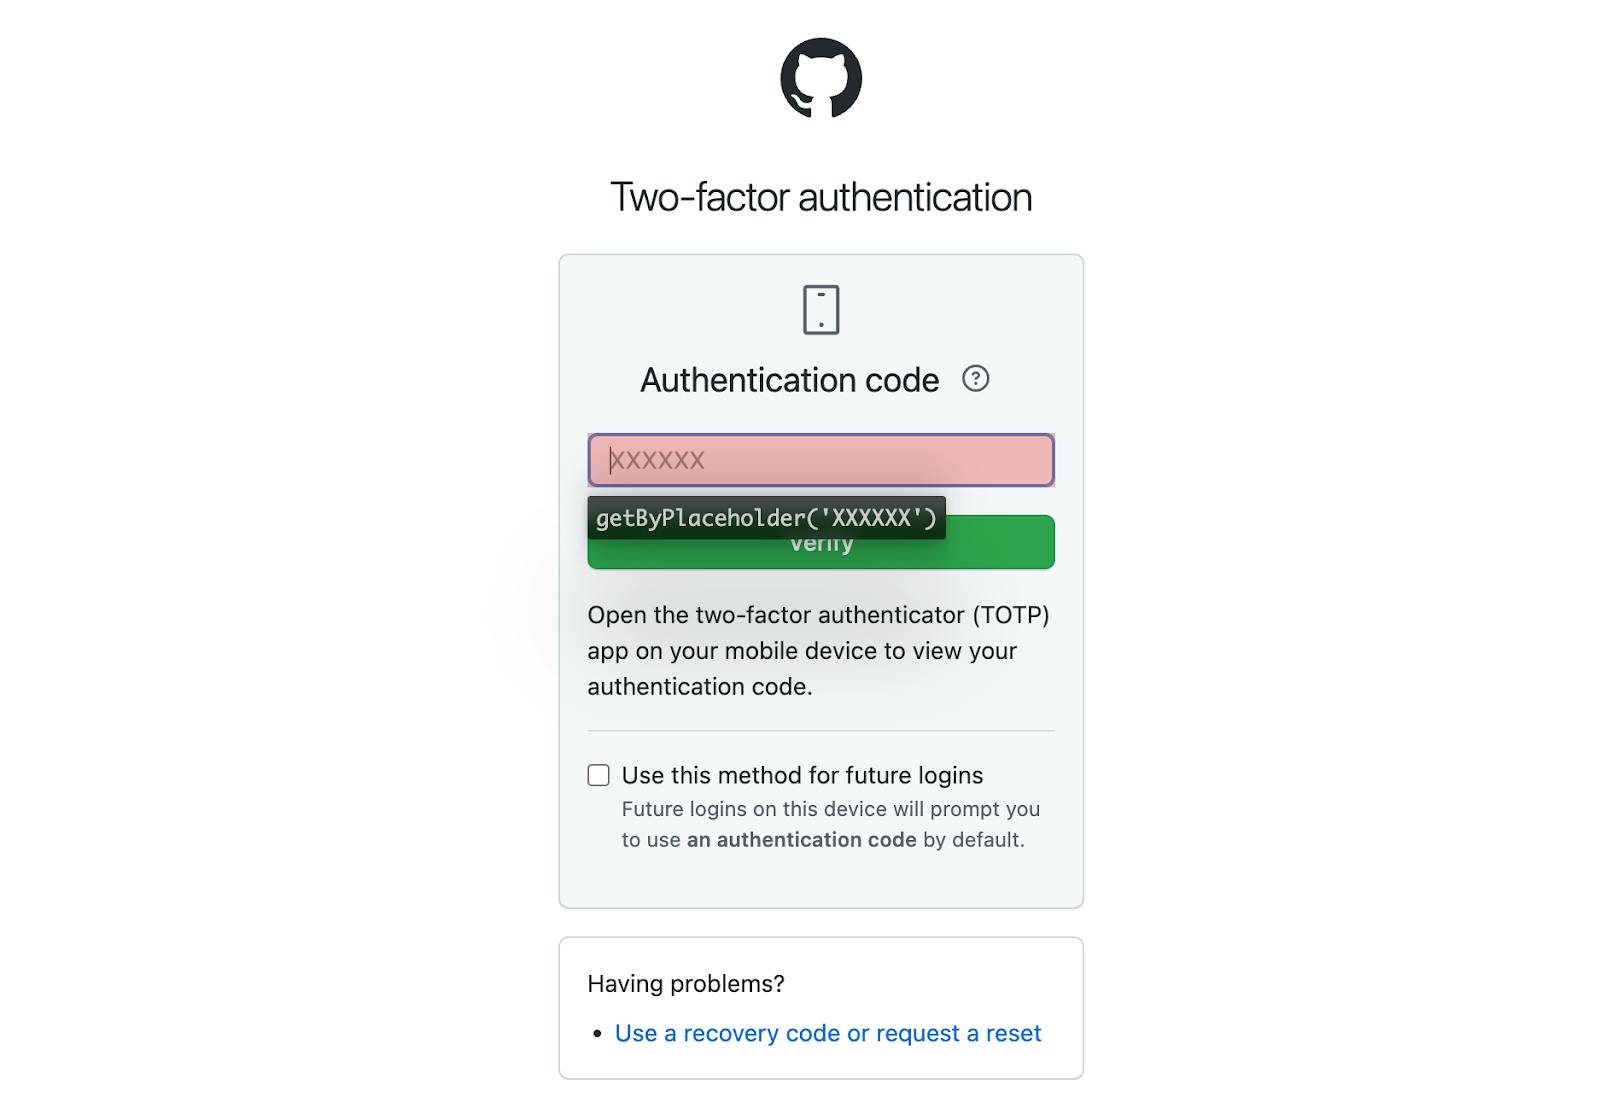 Two-factor authentication
Authentication code
XXXXXX
getByPlaceholder('XXXXXX')
Verify
Open the two-factor authenticator (TOTP)
app on your mobile device to view your
authentication code.
Use this method for future logins
Future logins on this device will prompt you
to use an authentication code by default.
Having problems?
• Use a recovery code or request a reset